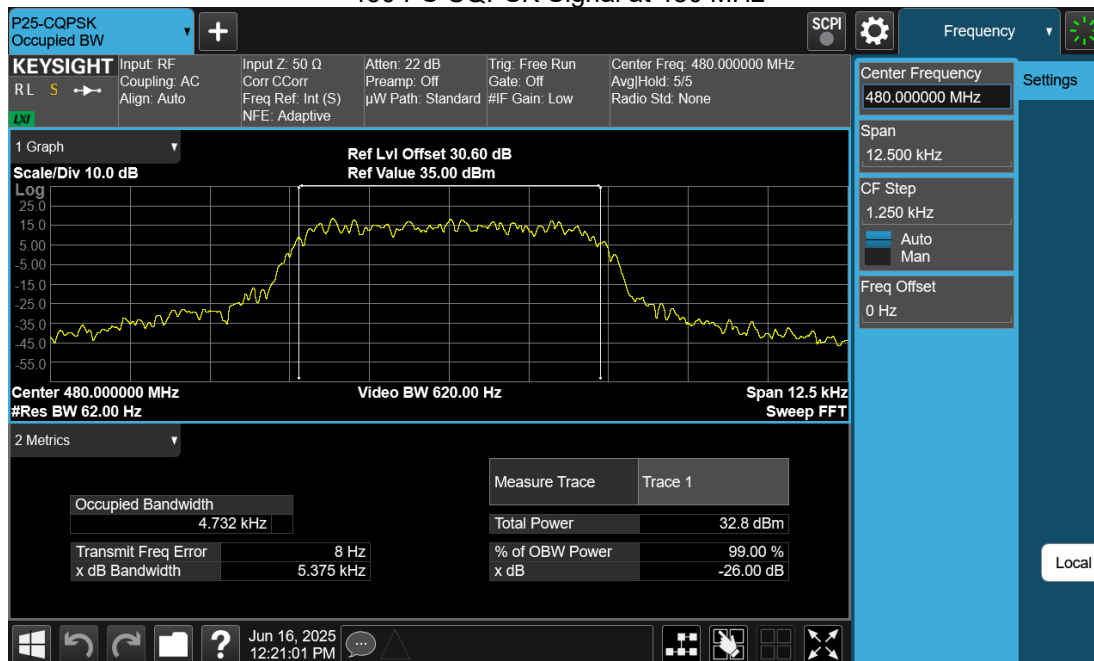 P25-CQPSK
Occupied BW
+
SCPI
Frequency
KEYSIGHT
R L S
LXI
Input: RF
Coupling: AC
Align: Auto
Input Z: 50 Ω
Corr CCorr
Freq Ref: Int (S)
NFE: Adaptive
Atten: 22 dB
Preamp: Off
µW Path: Standard
Trig: Free Run
Gate: Off
#IF Gain: Low
Center Freq: 480.000000 MHz
Avg|Hold: 5/5
Radio Std: None
Center Frequency
480.000000 MHz
Settings
Span
12.500 kHz
CF Step
1.250 kHz
Auto
Man
Freq Offset
0 Hz
1 Graph
Scale/Div 10.0 dB
Ref Lvl Offset 30.60 dB
Ref Value 35.00 dBm
Log
25.0
15.0
5.00
-5.00
-15.0
-25.0
-35.0
-45.0
-55.0
Center 480.000000 MHz
#Res BW 62.00 Hz
Video BW 620.00 Hz
Span 12.5 kHz
Sweep FFT
2 Metrics
Measure Trace Trace 1
Occupied Bandwidth
4.732 kHz
Total Power 32.8 dBm
Transmit Freq Error 8 Hz
% of OBW Power 99.00 %
x dB Bandwidth 5.375 kHz
x dB -26.00 dB
Local
?
Jun 16, 2025
12:21:01 PM